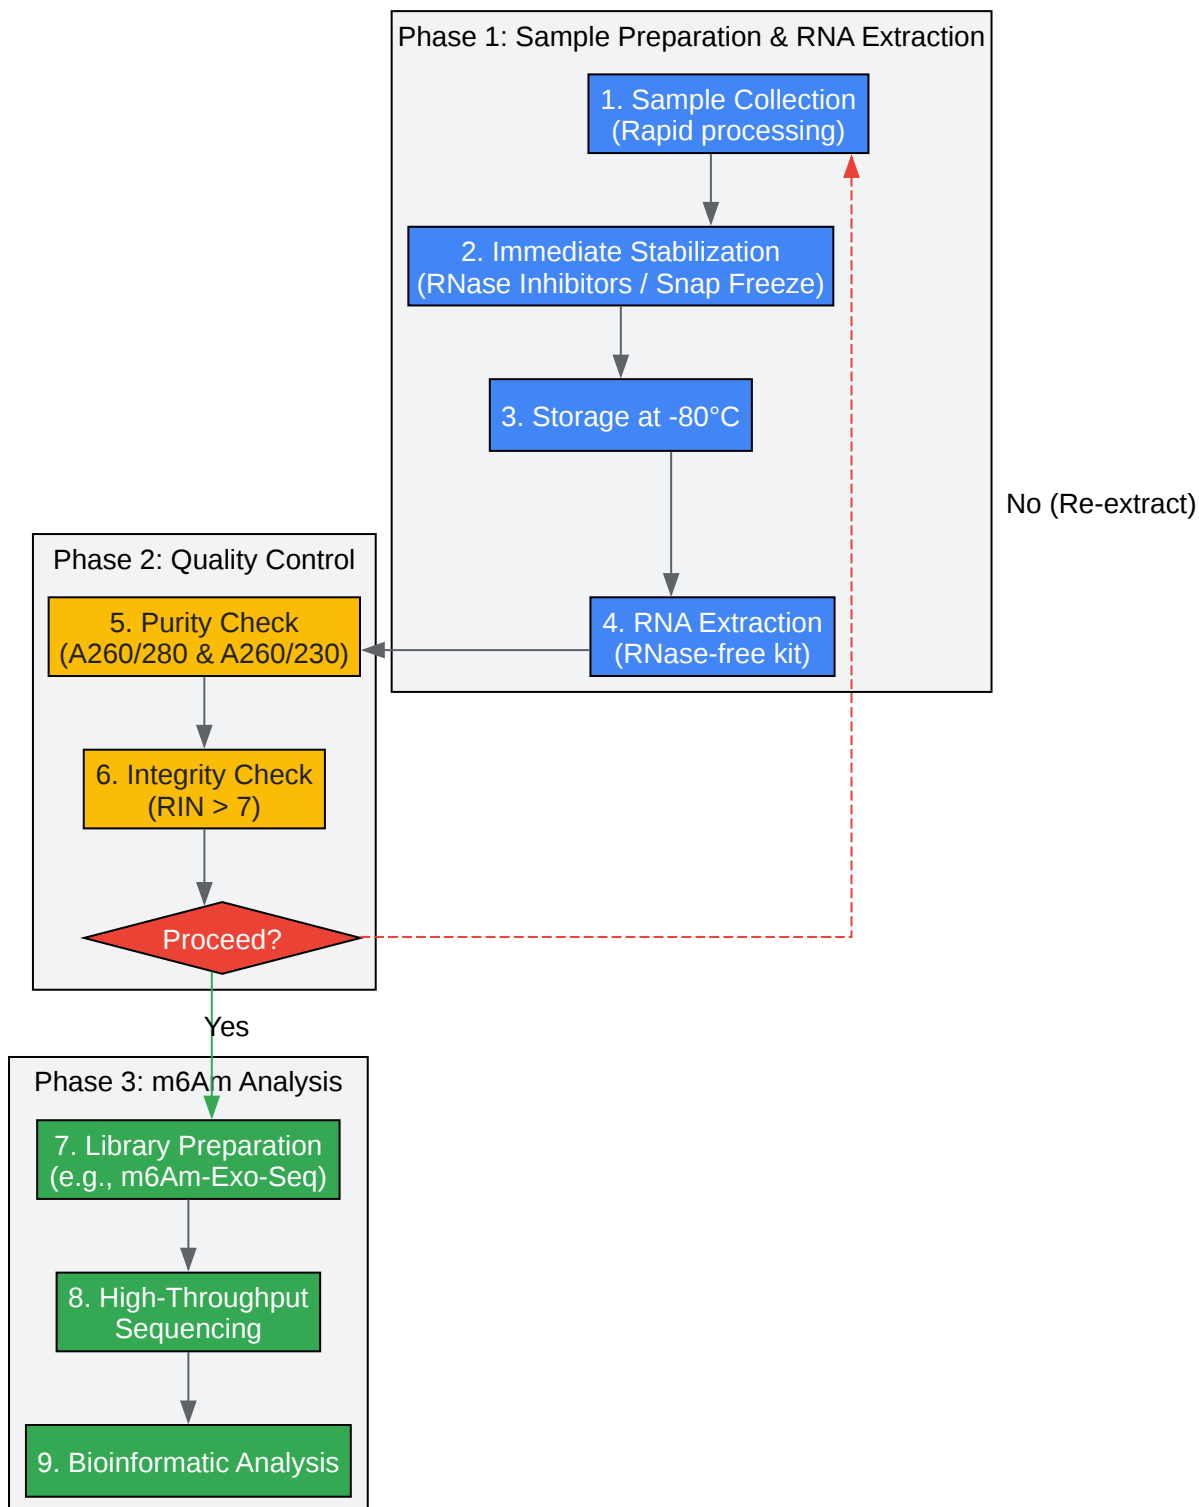 Phase 1: Sample Preparation & RNA Extraction
1. Sample Collection
(Rapid processing)
2. Immediate Stabilization
(RNase Inhibitors / Snap Freeze)
3. Storage at -80°C
4. RNA Extraction
(RNase-free kit)
No (Re-extract)
Phase 2: Quality Control
5. Purity Check
(A260/280 & A260/230)
6. Integrity Check
(RIN > 7)
Proceed?
Yes
Phase 3: m6Am Analysis
7. Library Preparation
(e.g., m6Am-Exo-Seq)
8. High-Throughput
Sequencing
9. Bioinformatic Analysis